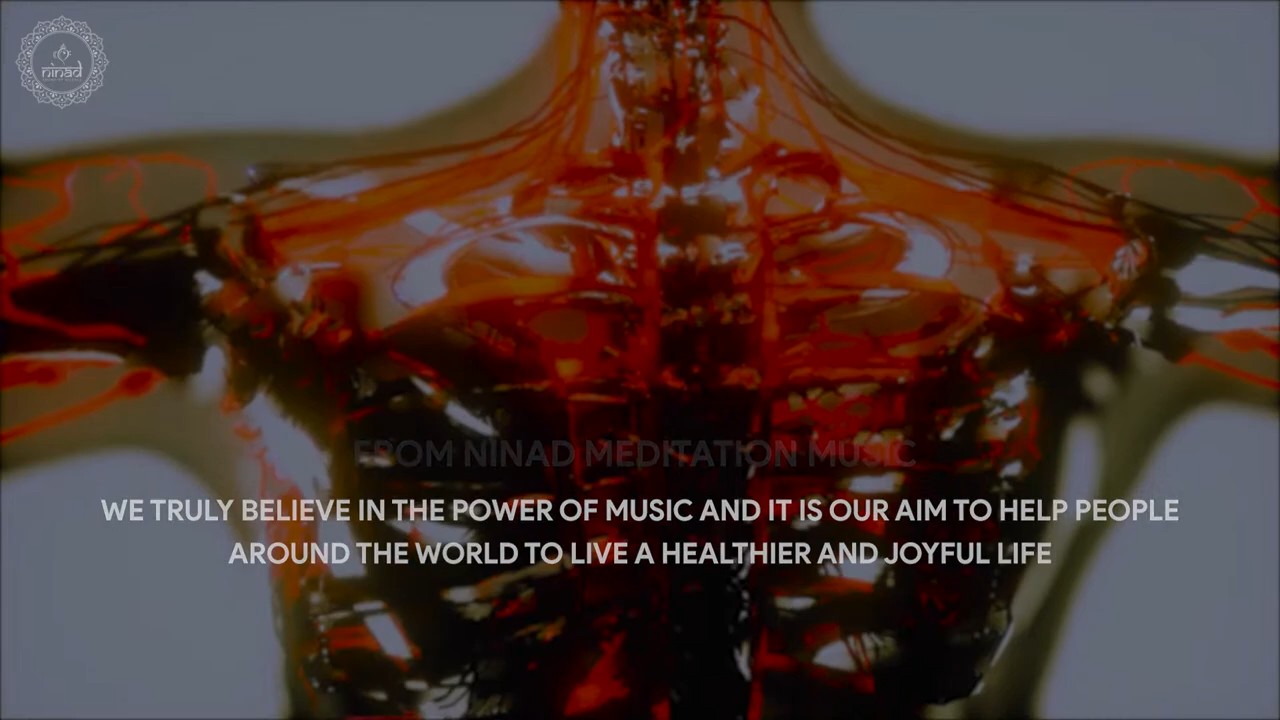 ninad
FROM NINAD MEDITATION MUSIC
WE TRULY BELIEVE IN THE POWER OF MUSIC AND IT IS OUR AIM TO HELP PEOPLE
AROUND THE WORLD TO LIVE A HEALTHIER AND JOYFUL LIFE